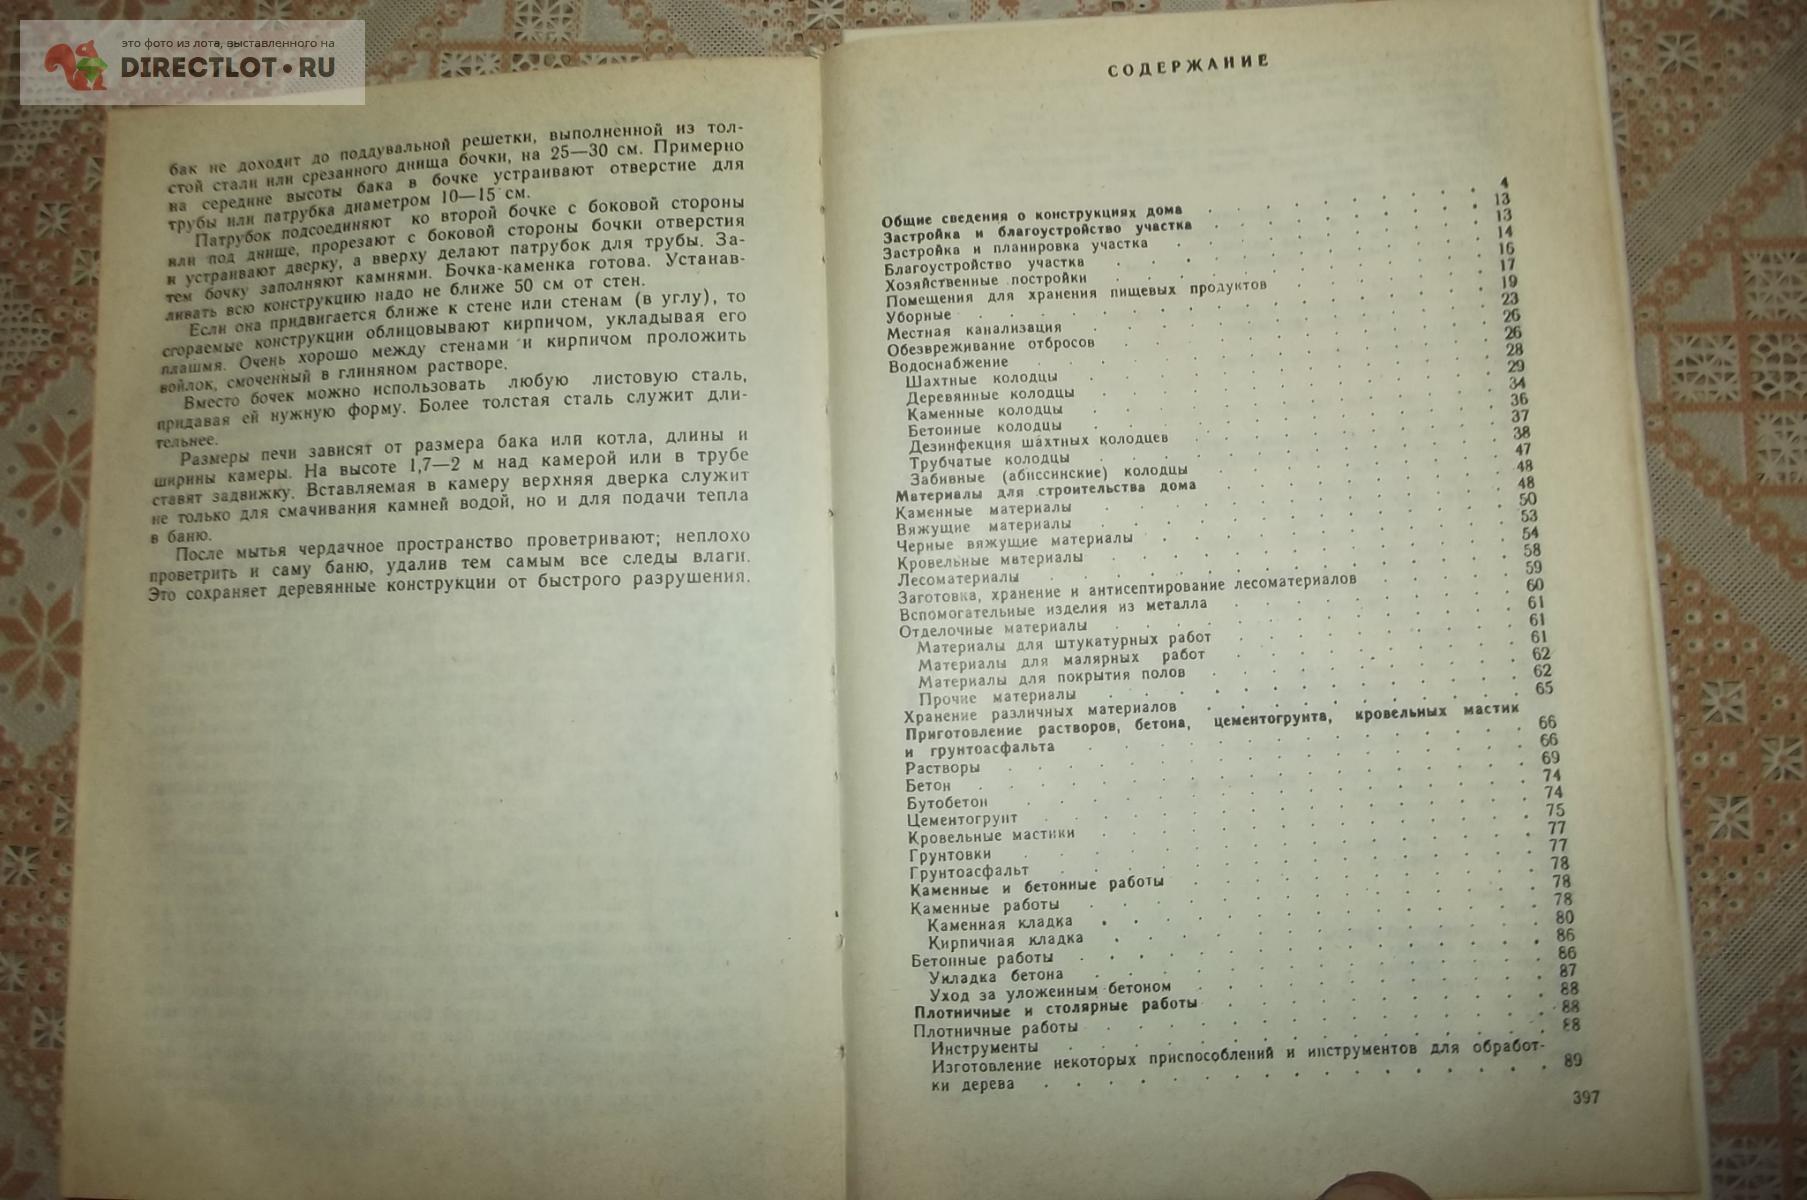 это фото из лота, выставленного на
DIRECTLOT.RU
бак не доходит до поддувальной решетки, выполненной из тол-
стой стали или срезанного днища бочки, на 25—30 см. Примерно
на середине высоты бака в бочке устраивают отверстие для
трубы или патрубка диаметром 10—15 см.
Патрубок подсоединяют ко второй бочке с боковой стороны
или под днище, прорезают с боковой стороны бочки отверстия
и устраивают дверку, а вверху делают патрубок для трубы. За-
тем бочку заполняют камнями. Бочка-каменка готова. Устанав-
ливать всю конструкцию надо не ближе 50 см от стен.
Если она придвигается ближе к стене или стенам (в углу), то
сгораемые конструкции облицовывают кирпичом, укладывая его
плашмя. Очень хорошо между стенами и кирпичом проложить
войлок, смоченный в глиняном растворе.
Вместо бочек можно использовать любую листовую сталь,
придавая ей нужную форму. Более толстая сталь служит дли-
тельнее.
Размеры печи зависят от размера бака или котла, длины и
ширины камеры. На высоте 1,7—2 м над камерой или в трубе
ставят задвижку. Вставляемая в камеру верхняя дверка служит
не только для смачивания камней водой, но и для подачи тепла
в баню.
После мытья чердачное пространство проветривают; неплохо
проветрить и саму баню, удалив тем самым все следы влаги.
Это сохраняет деревянные конструкции от быстрого разрушения.
СОДЕРЖАНИЕ
Общие сведения о конструкциях дома 4
Застройка и благоустройство участка 13
Застройка и планировка участка 13
Благоустройство участка 14
Хозяйственные постройки 16
Помещения для хранения пищевых продуктов 17
Уборные 19
Местная канализация 23
Обезвреживание отбросов 26
Водоснабжение 26
Шахтные колодцы 28
Деревянные колодцы 29
Каменные колодцы 34
Бетонные колодцы 36
Дезинфекция шахтных колодцев 37
Трубчатые колодцы 38
Забивные (абиссинские) колодцы 47
Материалы для строительства дома 48
Каменные материалы 48
Вяжущие материалы 50
Черные вяжущие материалы 53
Кровельные материалы 54
Лесоматериалы 58
Заготовка, хранение и антисептирование лесоматериалов 59
Вспомогательные изделия из металла 60
Отделочные материалы 61
Материалы для штукатурных работ 61
Материалы для малярных работ 61
Материалы для покрытия полов 62
Прочие материалы 62
Хранение различных материалов 65
Приготовление растворов, бетона, цементогрунта, кровельных мастик
и грунтоасфальта 66
Растворы 66
Бетон 69
Бутобетон 74
Цементогрунт 74
Кровельные мастики 75
Грунтовки 77
Грунтоасфальт 77
Каменные и бетонные работы 78
Каменные работы 78
Каменная кладка 78
Кирпичная кладка 80
Бетонные работы 86
Укладка бетона 86
Уход за уложенным бетоном 87
Плотничные и столярные работы 88
Плотничные работы 88
Инструменты 88
Изготовление некоторых приспособлений и инструментов для обработ-
ки дерева 89
397